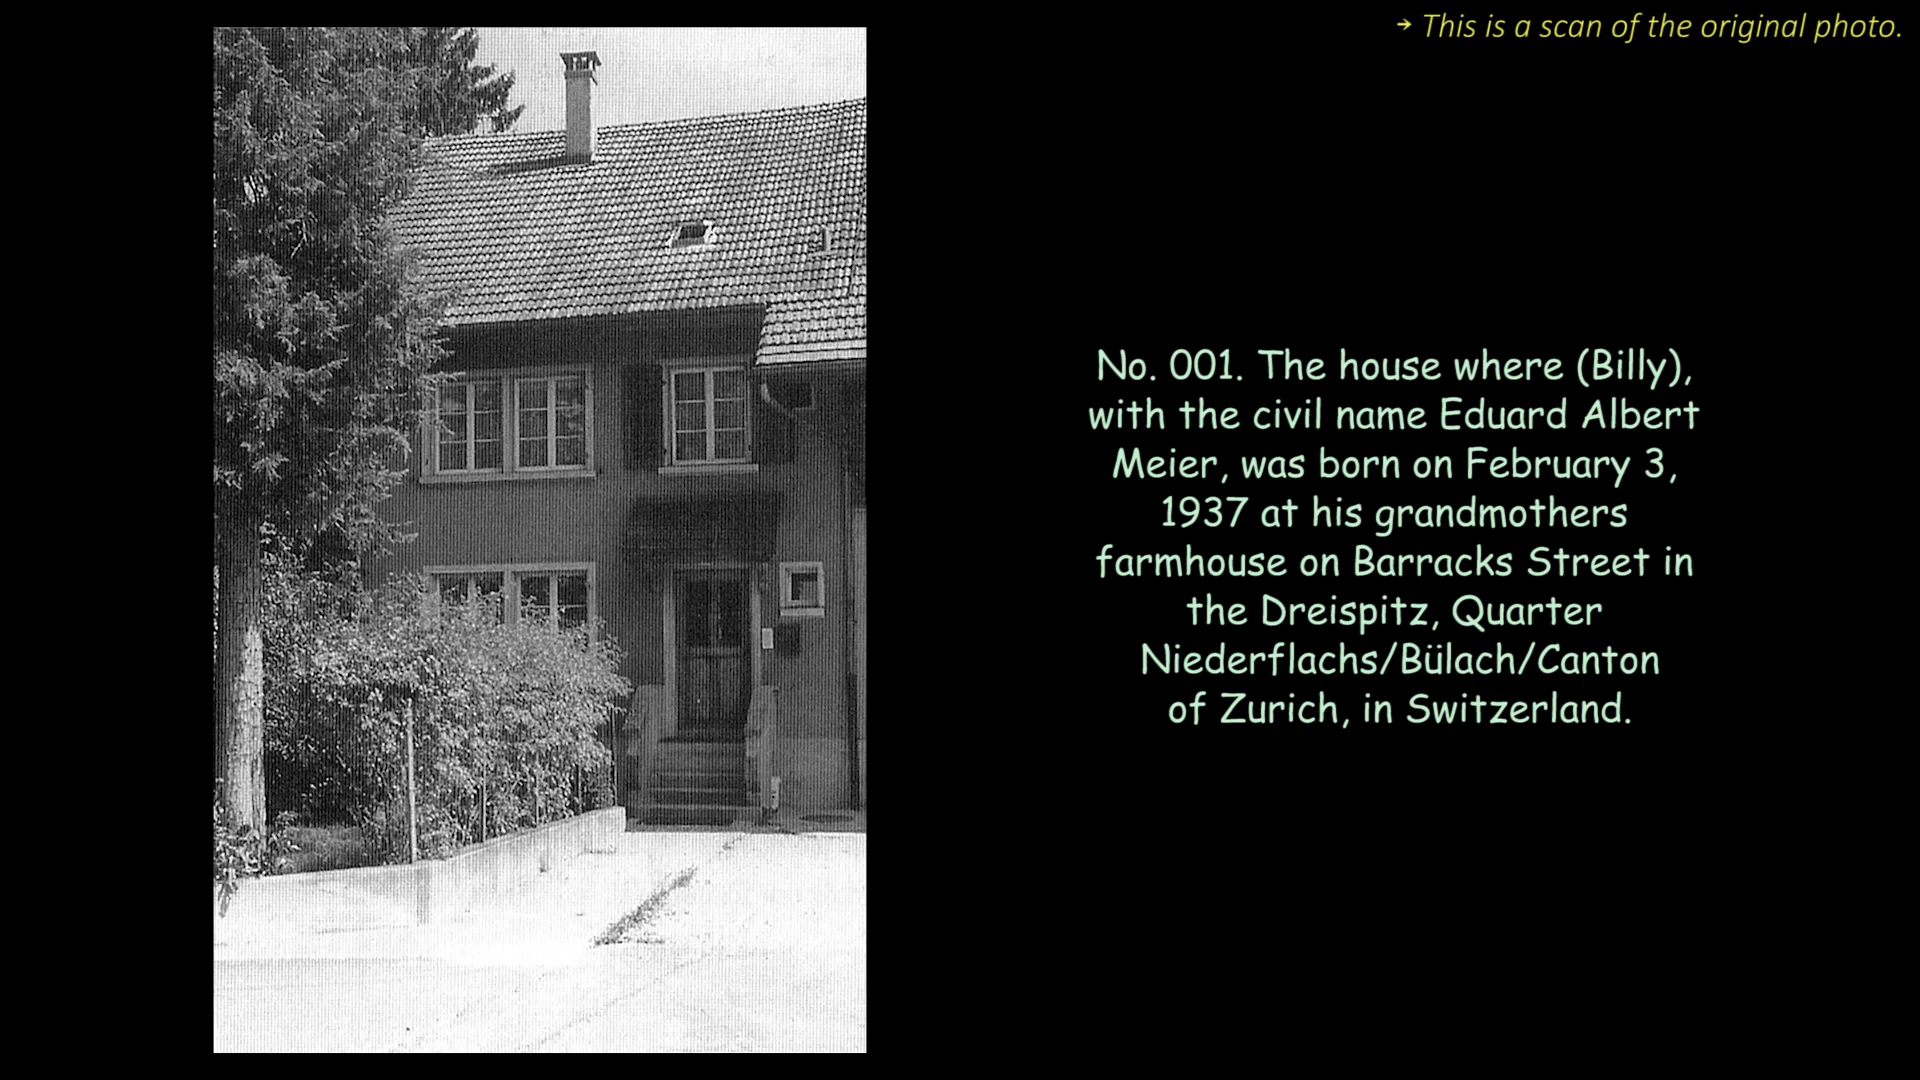 → This is a scan of the original photo.
No. 001. The house where (Billy),
with the civil name Eduard Albert
Meier, was born on February 3,
1937 at his grandmothers
farmhouse on Barracks Street in
the Dreispitz, Quarter
Niederflachs/Bülach/Canton
of Zurich, in Switzerland.